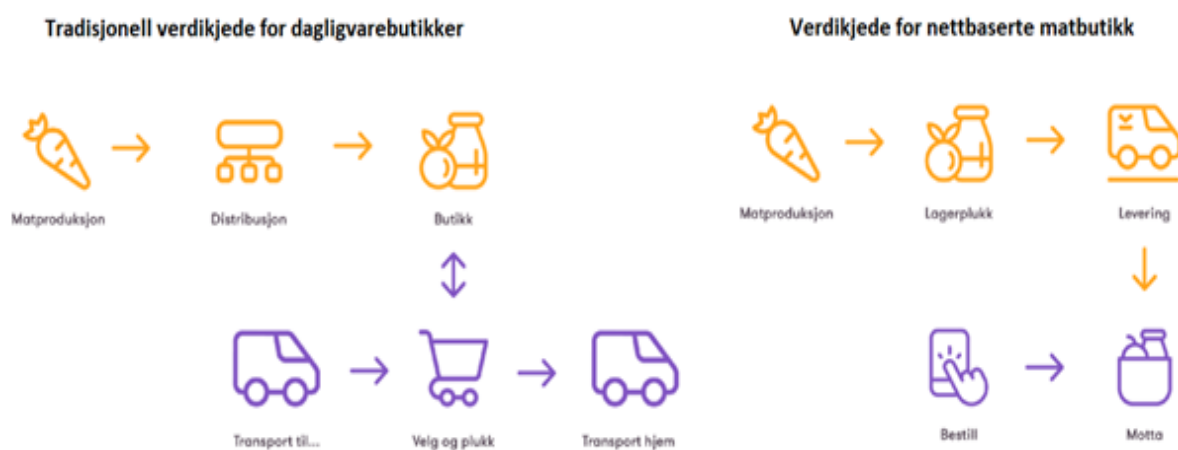 Tradisjonell verdikjede for dagligvarebutikker
Verdikjede for nettbaserte matbutikk
Matproduksjon
Distribusjon
Butikk
Matproduksjon
Lagerplukk
Levering
Transport til...
Velg og plukk
Transport hjem
Bestill
Motta